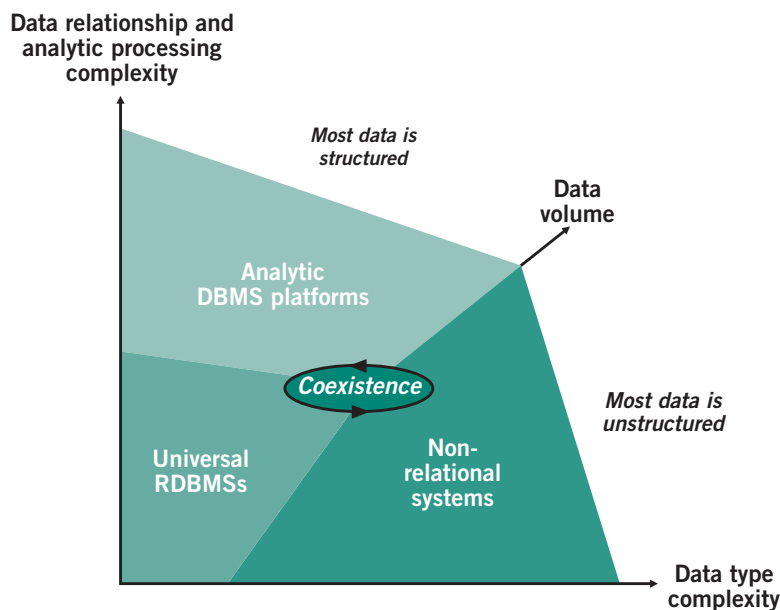 Data relationship and
analytic processing
complexity
Most data is
structured
Data
volume
Analytic
DBMS platforms
Coexistence
Most data is
unstructured
Universal
RDBMSs
Non-
relational
systems
Data type
complexity